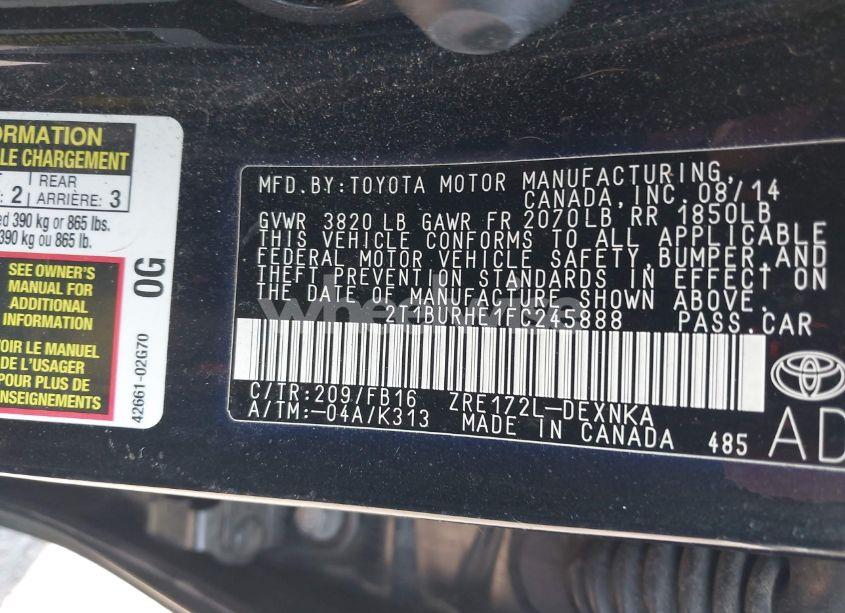 ORMATION
LE CHARGEMENT
2 REAR
ARRIÈRE: 3
ed 390 kg or 865 lbs.
390 kg ou 865 lb.
SEE OWNER'S
MANUAL FOR
ADDITIONAL
INFORMATION
OIR LE MANUEL
DE L'USAGER
POUR PLUS DE
ENSEIGNEMENTS
0G
42661-02G70
MFD.BY:TOYOTA MOTOR MANUFACTURING,
CANADA, INC. 08/14
GVWR 3820 LB GAWR FR 2070LB, RR 1850LB
THIS VEHICLE CONFORMS TO ALL APPLICABLE
FEDERAL MOTOR VEHICLE SAFETY, BUMPER,AND
THEFT PREVENTION STANDARDS IN EFFECT ON
THE DATE OF MANUFACTURE SHOWN ABOVE.
2T1BURHE1FC245888 PASS.CAR
C/TR:209/FB16 ZRE172L-DEXNKA
A/TM:-04A/K313 MADE IN CANADA 485 AD